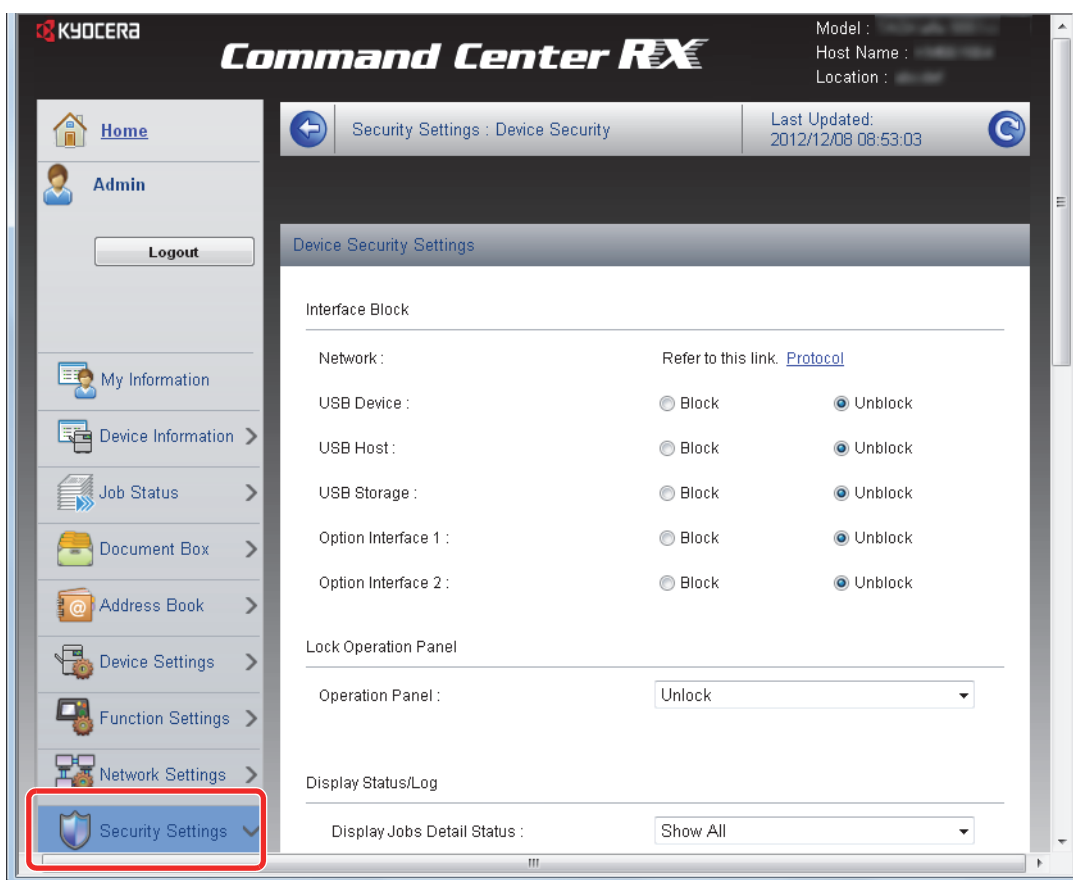 KYOCERA
Command Center RX
Model :
Host Name :
Location :
Home
Admin
Logout
My Information
Device Information
Job Status
Document Box
Address Book
Device Settings
Function Settings
Network Settings
Security Settings
Security Settings : Device Security
Last Updated:
2012/12/08 08:53:03
Device Security Settings
Interface Block
Network : Refer to this link. Protocol
USB Device : Block Unblock
USB Host : Block Unblock
USB Storage : Block Unblock
Option Interface 1 : Block Unblock
Option Interface 2 : Block Unblock
Lock Operation Panel
Operation Panel : Unlock
Display Status/Log
Display Jobs Detail Status : Show All